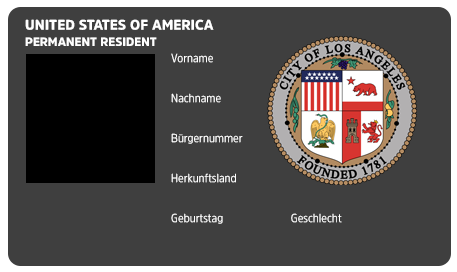 UNITED STATES OF AMERICA
PERMANENT RESIDENT
Vorname
Nachname
Bürgernummer
Herkunftsland
Geburtstag Geschlecht
CITY OF LOS ANGELES
FOUNDED 1781